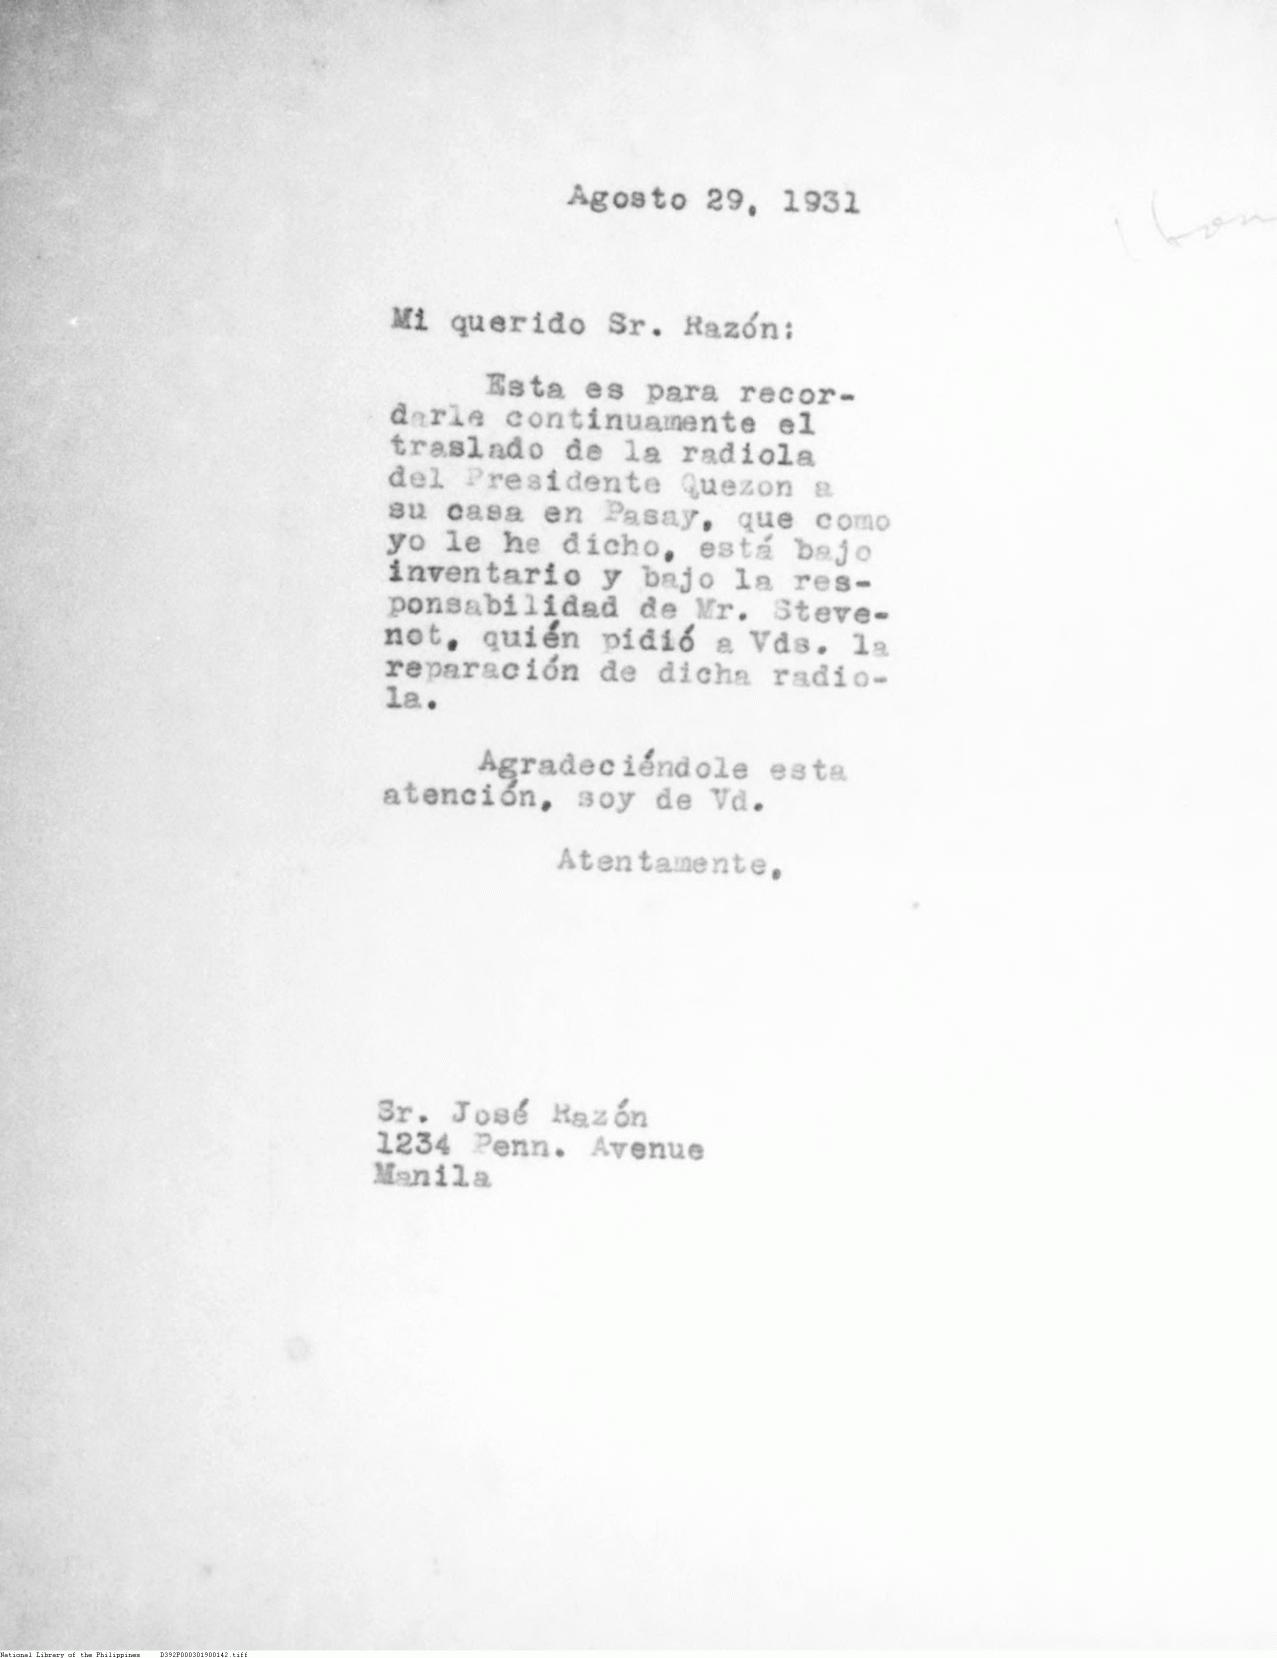 Agosto 29, 1931
Mi querido Sr. Razón:
Esta es para recor-
darle continuamente el
traslado de la radiola
del Presidente Quezon a
su casa en Pasay, que como
yo le he dicho, está bajo
inventario y bajo la res-
ponsabilidad de Mr. Steve-
not, quién pidió a Vds. la
reparación de dicha radio-
la.
Agradeciéndole esta
atención, soy de Vd.
Atentamente,
Sr. José Razón
1234 Penn. Avenue
Manila
National Library of the Philippines D392P000301900142.tiff